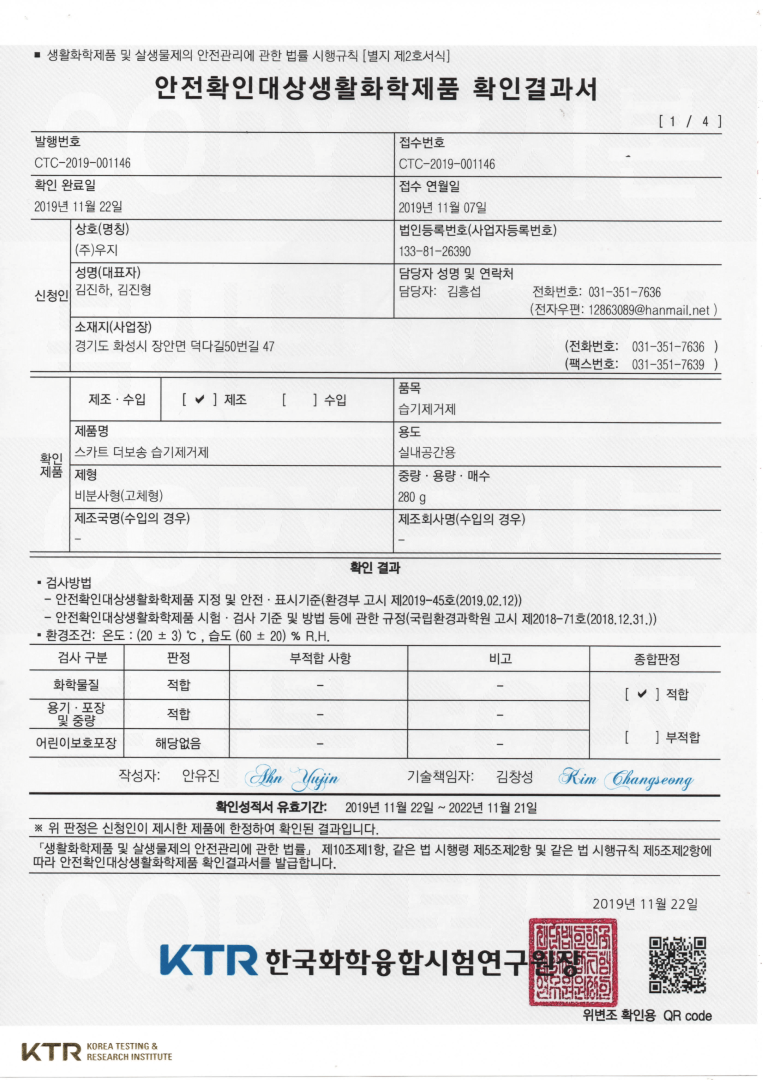 ■ 생활화학제품 및 살생물제의 안전관리에 관한 법률 시행규칙 [별지 제2호서식]
안전확인대상생활화학제품 확인결과서
[ 1 / 4 ]
발행번호 접수번호
CTC-2019-001146 CTC-2019-001146
확인 완료일 접수 연월일
2019년 11월 22일 2019년 11월 07일
신청인
상호(명칭) 법인등록번호(사업자등록번호)
(주)우지 133-81-26390
성명(대표자) 담당자 성명 및 연락처
김진하, 김진형 담당자: 김흥섭 전화번호: 031-351-7636
(전자우편: 12863089@hanmail.net )
소재지(사업장)
경기도 화성시 장안면 덕다길50번길 47 (전화번호: 031-351-7636 )
(팩스번호: 031-351-7639 )
확인 제품
제조 · 수입 [ ✔ ] 제조 [ ] 수입 품목
습기제거제
제품명 용도
스카트 더보송 습기제거제 실내공간용
제형 중량 · 용량 · 매수
비분사형(고체형) 280 g
제조국명(수입의 경우) 제조회사명(수입의 경우)
– –
확인 결과
▪ 검사방법
– 안전확인대상생활화학제품 지정 및 안전 · 표시기준(환경부 고시 제2019-45호(2019.02.12))
– 안전확인대상생활화학제품 시험 · 검사 기준 및 방법 등에 관한 규정(국립환경과학원 고시 제2018-71호(2018.12.31.))
▪ 환경조건: 온도 : (20 ± 3) ℃ , 습도 (60 ± 20) % R.H.
검사 구분 판정 부적합 사항 비고 종합판정
화학물질 적합 – – [ ✔ ] 적합
용기 · 포장 및 중량 적합 – –
어린이보호포장 해당없음 – – [ ] 부적합
작성자: 안유진 Ahn Yujin 기술책임자: 김창성 Kim Changseong
확인성적서 유효기간: 2019년 11월 22일 ~ 2022년 11월 21일
※ 위 판정은 신청인이 제시한 제품에 한정하여 확인된 결과입니다.
「생활화학제품 및 살생물제의 안전관리에 관한 법률」 제10조제1항, 같은 법 시행령 제5조제2항 및 같은 법 시행규칙 제5조제2항에
따라 안전확인대상생활화학제품 확인결과서를 발급합니다.
2019년 11월 22일
KTR 한국화학융합시험연구원장
위변조 확인용 QR code
KTR KOREA TESTING &
RESEARCH INSTITUTE